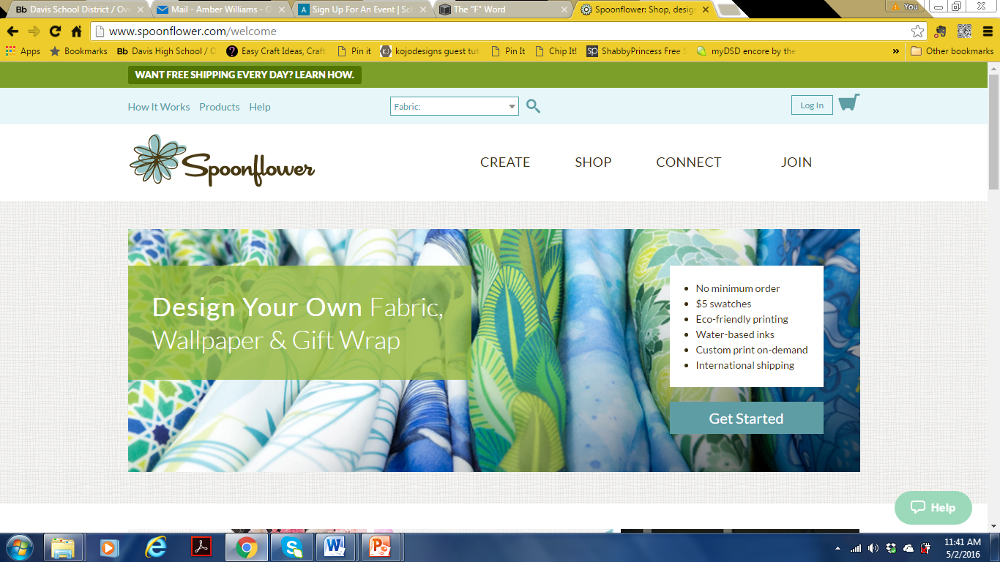 Bb Davis School District / Ove
Mail - Amber Williams - O
A Sign Up For An Event | Sc
The "F" Word
Spoonflower: Shop, desig
You
www.spoonflower.com/welcome
Apps
Bookmarks
Bb Davis High School / O
Easy Craft Ideas, Craft
Pin it
KJ kojodesigns guest tut
Pin It
Chip It!
sp ShabbyPrincess Free S
myDSD encore by the
»
Other bookmarks
WANT FREE SHIPPING EVERY DAY? LEARN HOW.
How It Works Products Help
Fabric:
Log In
Spoonflower
CREATE SHOP CONNECT JOIN
Design Your Own Fabric,
Wallpaper & Gift Wrap
• No minimum order
• $5 swatches
• Eco-friendly printing
• Water-based inks
• Custom print on-demand
• International shipping
Get Started
Help
11:41 AM
5/2/2016